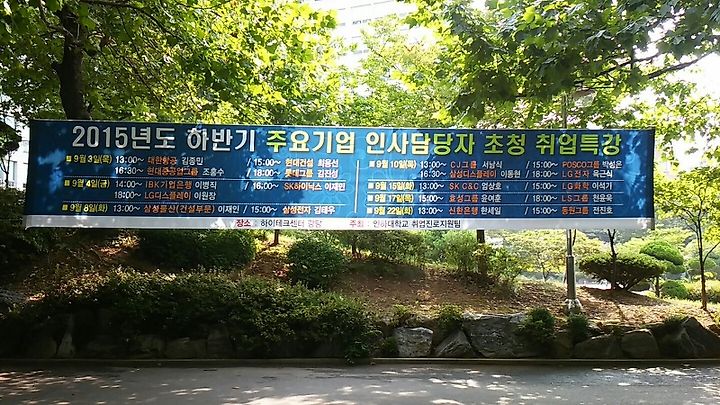 2015년도 하반기 주요기업 인사담당자 초청 취업특강
■ 9월 3일(목) 13:00~ 대한항공 김종민 / 15:00~ 현대건설 최용선
16:30~ 현대중공업그룹 조홍수 / 18:00~ 롯데그룹 김진성
■ 9월 4일(금) 14:00~ IBK기업은행 이병직 / 16:00~ SK하이닉스 이재민
18:00~ LG디스플레이 이원장
■ 9월 8일(화) 13:00~ 삼성물산(건설부문) 이재인 / 15:00~ 삼성전자 김태우
■ 9월 10일(목) 13:00~ CJ그룹 서남식 / 15:00~ POSCO그룹 박성은
16:30~ 삼성디스플레이 이동현 / 18:00~ LG전자 육근식
■ 9월 15일(화) 13:00~ SK C&C 엄상호 / 15:00~ LG화학 이석기
■ 9월 17일(목) 15:00~ 효성그룹 윤여훈 / 18:00~ LS그룹 천윤욱
■ 9월 22일(화) 13:00~ 신한은행 한세일 / 15:00~ 동원그룹 전진호
장소 : 하이테크센터 강당 주최 : 인하대학교 취업진로지원팀